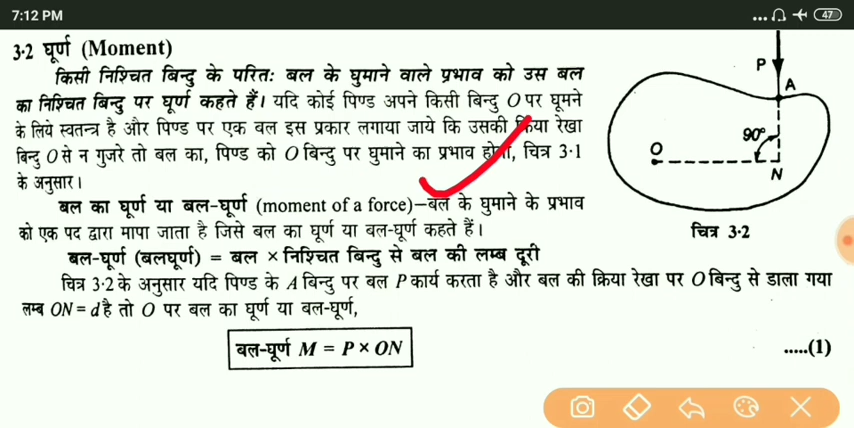 7:12 PM
47
3·2 घूर्ण (Moment)
किसी निश्चित बिन्दु के परितः बल के घुमाने वाले प्रभाव को उस बल
का निश्चित बिन्दु पर घूर्ण कहते हैं। यदि कोई पिण्ड अपने किसी बिन्दु O पर घूमने
के लिये स्वतन्त्र है और पिण्ड पर एक बल इस प्रकार लगाया जाये कि उसकी क्रिया रेखा
बिन्दु O से न गुजरे तो बल का, पिण्ड को O बिन्दु पर घुमाने का प्रभाव होगा, चित्र 3·1
के अनुसार।
बल का घूर्ण या बल-घूर्ण (moment of a force)–बल के घुमाने के प्रभाव
को एक पद द्वारा मापा जाता है जिसे बल का घूर्ण या बल-घूर्ण कहते हैं।
बल-घूर्ण (बलघूर्ण) = बल × निश्चित बिन्दु से बल की लम्ब दूरी
चित्र 3·2 के अनुसार यदि पिण्ड के A बिन्दु पर बल P कार्य करता है और बल की क्रिया रेखा पर O बिन्दु से डाला गया
लम्ब ON = d है तो O पर बल का घूर्ण या बल-घूर्ण,
बल-घूर्ण M = P × ON
.....(1)
P
A
90°
O
N
चित्र 3·2